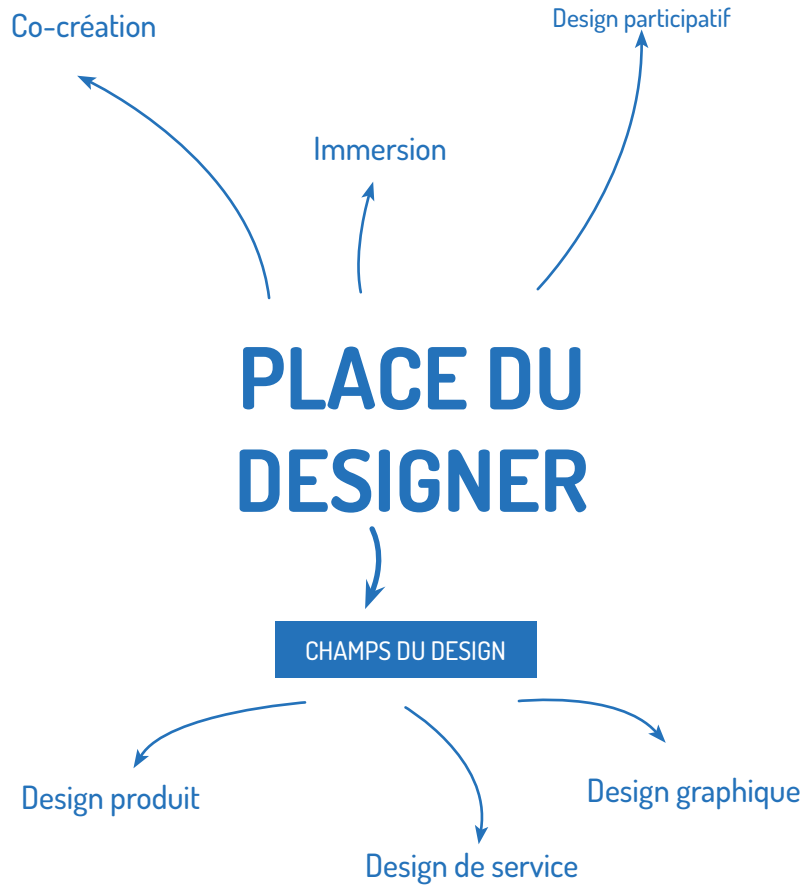 Co-création
Design participatif
Immersion
PLACE DU
DESIGNER
CHAMPS DU DESIGN
Design produit
Design graphique
Design de service